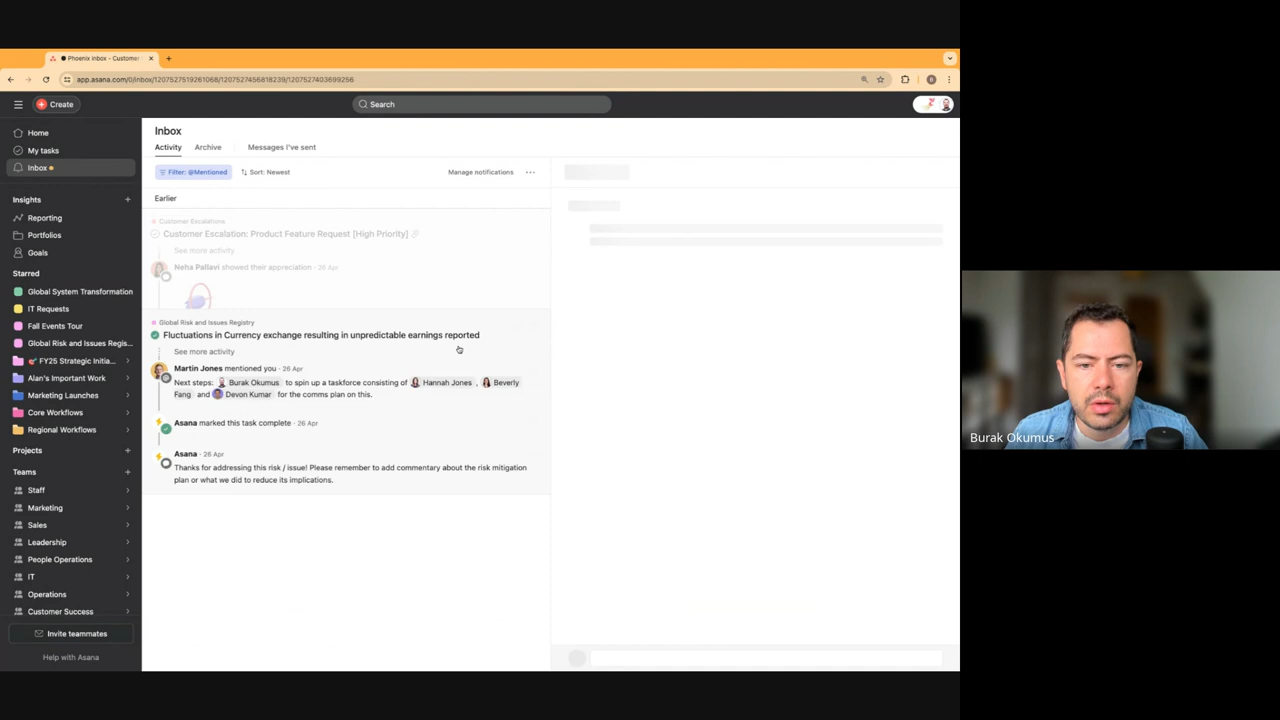 Phoenix Inbox - Customer
app.asana.com/0/inbox/1207527519261068/1207527456818239/1207527403699256
Create
Search
Home
My tasks
Inbox
Insights
Reporting
Portfolios
Goals
Starred
Global System Transformation
IT Requests
Fall Events Tour
Global Risk and Issues Regis...
FY25 Strategic Initia...
Alan's Important Work
Marketing Launches
Core Workflows
Regional Workflows
Projects
Teams
Staff
Marketing
Sales
Leadership
People Operations
IT
Operations
Customer Success
Invite teammates
Help with Asana
Inbox
Activity Archive Messages I've sent
Filter: @Mentioned Sort: Newest Manage notifications
Earlier
Customer Escalations
Customer Escalation: Product Feature Request [High Priority]
See more activity
Neha Pallavi showed their appreciation · 26 Apr
Global Risk and Issues Registry
Fluctuations in Currency exchange resulting in unpredictable earnings reported
See more activity
Martin Jones mentioned you · 26 Apr
Next steps: Burak Okumus to spin up a taskforce consisting of Hannah Jones , Beverly
Fang and Devon Kumar for the comms plan on this.
Asana marked this task complete · 26 Apr
Asana · 26 Apr
Thanks for addressing this risk / issue! Please remember to add commentary about the risk mitigation
plan or what we did to reduce its implications.
Burak Okumus